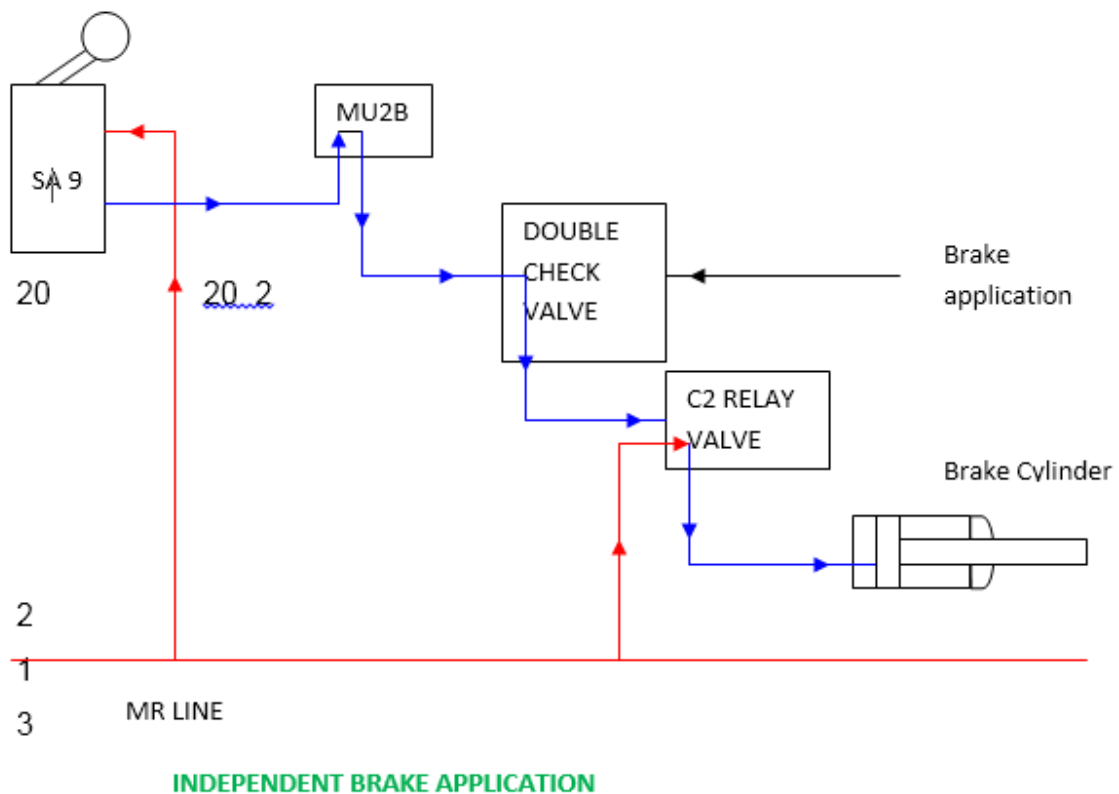 MU2B
SA 9
DOUBLE
CHECK
VALVE
Brake
application
20
20 2
C2 RELAY
VALVE
Brake Cylinder
2
1
3
MR LINE
INDEPENDENT BRAKE APPLICATION